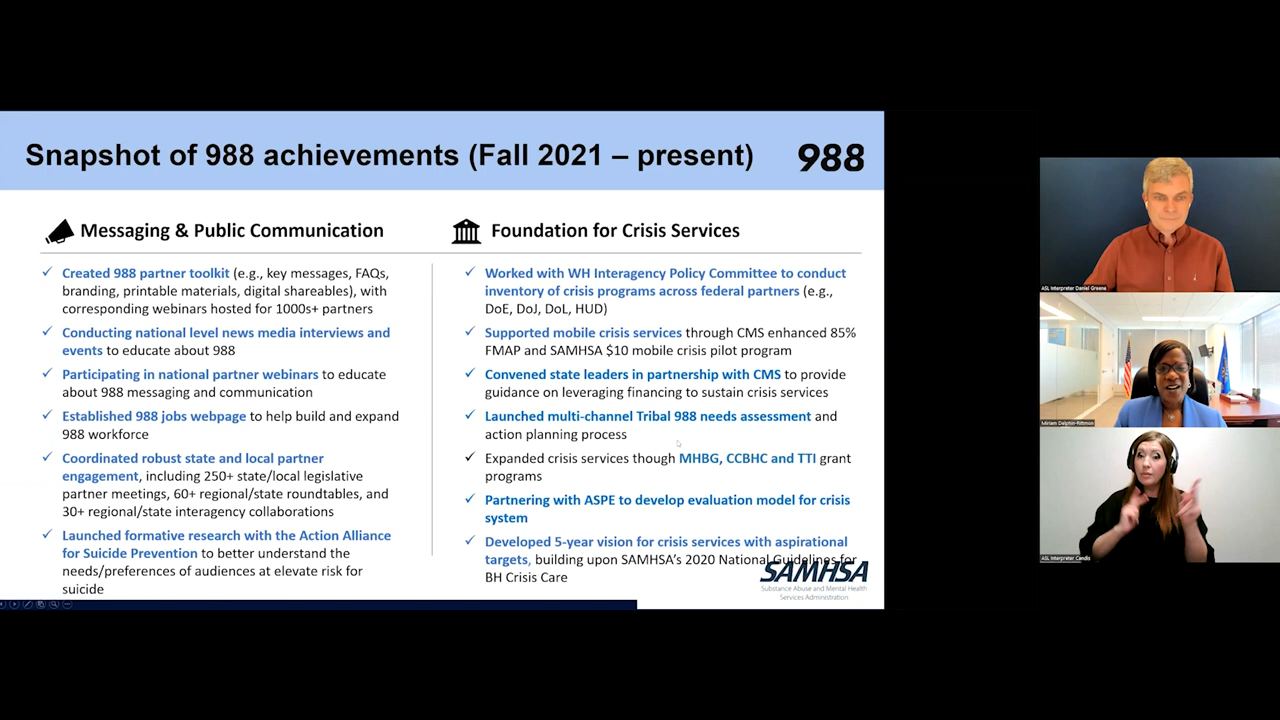 Snapshot of 988 achievements (Fall 2021 – present)
988
Messaging & Public Communication
Created 988 partner toolkit (e.g., key messages, FAQs,
branding, printable materials, digital shareables), with
corresponding webinars hosted for 1000s+ partners
Conducting national level news media interviews and
events to educate about 988
Participating in national partner webinars to educate
about 988 messaging and communication
Established 988 jobs webpage to help build and expand
988 workforce
Coordinated robust state and local partner
engagement, including 250+ state/local legislative
partner meetings, 60+ regional/state roundtables, and
30+ regional/state interagency collaborations
Launched formative research with the Action Alliance
for Suicide Prevention to better understand the
needs/preferences of audiences at elevate risk for
suicide
Foundation for Crisis Services
Worked with WH Interagency Policy Committee to conduct
inventory of crisis programs across federal partners (e.g.,
DoE, DoJ, DoL, HUD)
Supported mobile crisis services through CMS enhanced 85%
FMAP and SAMHSA $10 mobile crisis pilot program
Convened state leaders in partnership with CMS to provide
guidance on leveraging financing to sustain crisis services
Launched multi-channel Tribal 988 needs assessment and
action planning process
Expanded crisis services though MHBG, CCBHC and TTI grant
programs
Partnering with ASPE to develop evaluation model for crisis
system
Developed 5-year vision for crisis services with aspirational
targets, building upon SAMHSA's 2020 National Guidelines for
BH Crisis Care
SAMHSA
Substance Abuse and Mental Health
Services Administration
ASL Interpreter Daniel Greene
Miriam Delphin-Rittmon
ASL Interpreter Candis